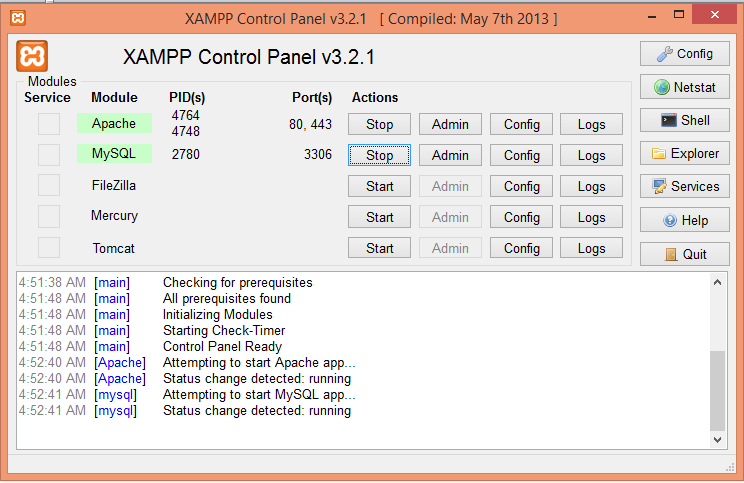 XAMPP Control Panel v3.2.1 [ Compiled: May 7th 2013 ]
XAMPP Control Panel v3.2.1
Config
Modules
Service Module PID(s) Port(s) Actions
Netstat
Apache 4764 4748 80, 443 Stop Admin Config Logs
Shell
MySQL 2780 3306 Stop Admin Config Logs
Explorer
FileZilla Start Admin Config Logs
Services
Mercury Start Admin Config Logs
Help
Tomcat Start Admin Config Logs
Quit
4:51:38 AM [main] Checking for prerequisites
4:51:48 AM [main] All prerequisites found
4:51:48 AM [main] Initializing Modules
4:51:48 AM [main] Starting Check-Timer
4:51:48 AM [main] Control Panel Ready
4:52:40 AM [Apache] Attempting to start Apache app...
4:52:40 AM [Apache] Status change detected: running
4:52:41 AM [mysql] Attempting to start MySQL app...
4:52:41 AM [mysql] Status change detected: running